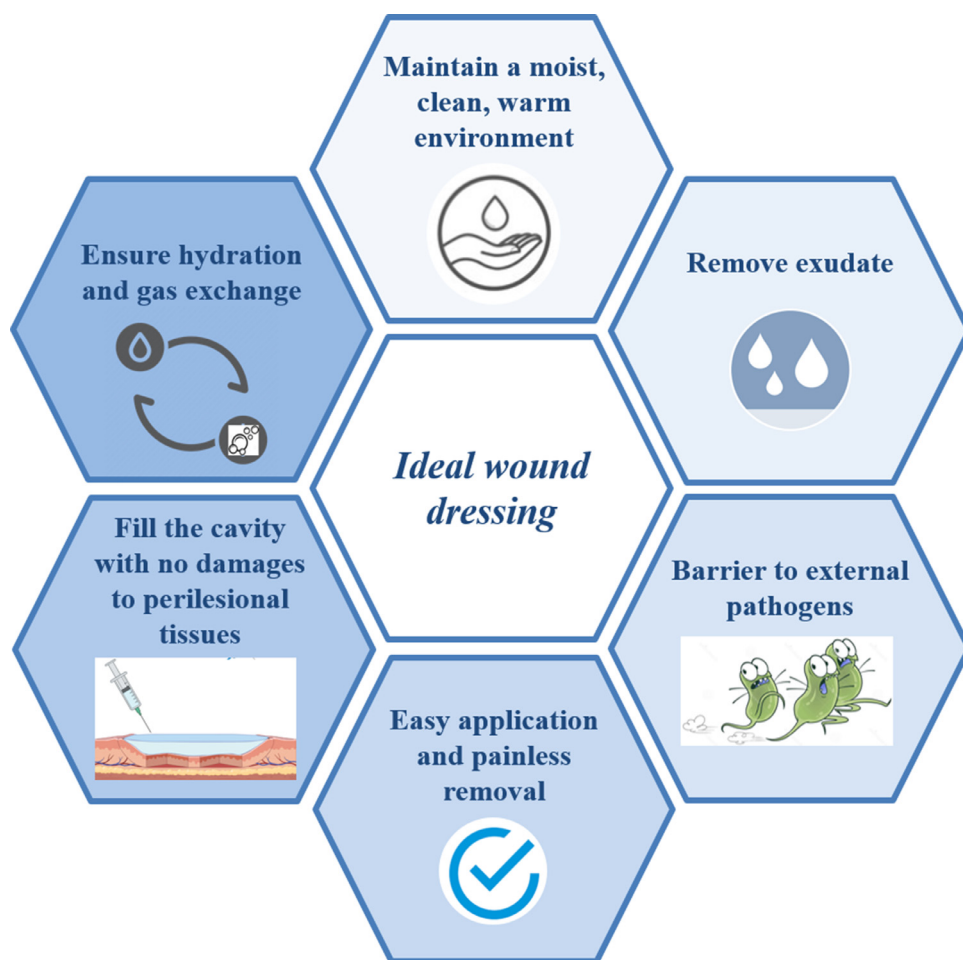 Maintain a moist,
clean, warm
environment
Ensure hydration
and gas exchange
Remove exudate
Ideal wound
dressing
Fill the cavity
with no damages
to perilesional
tissues
Barrier to external
pathogens
Easy application
and painless
removal